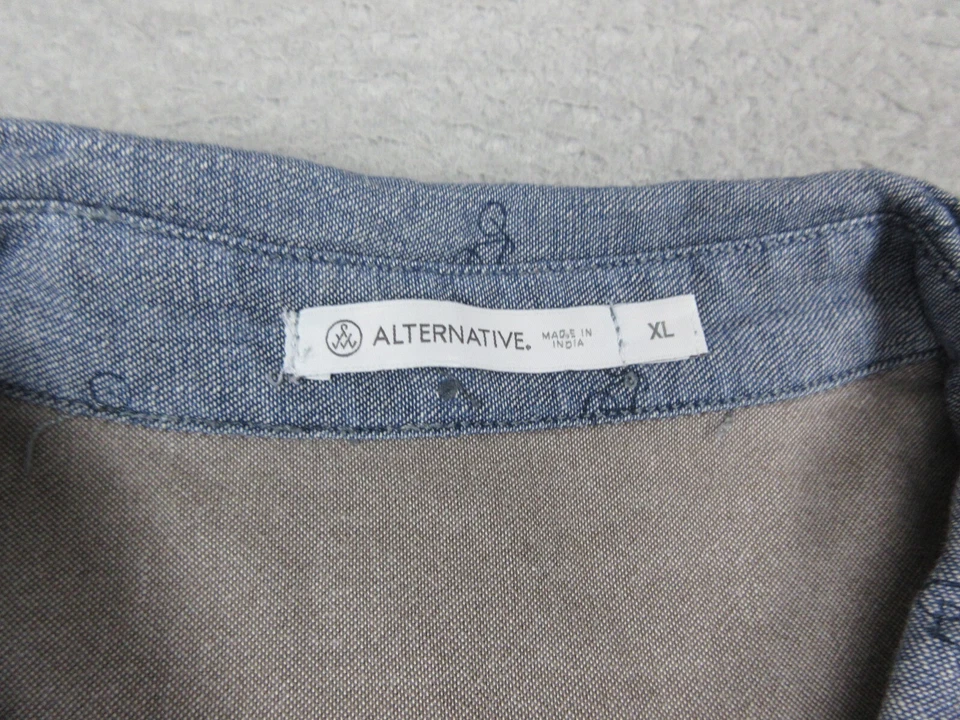 ALTERNATIVE.
MADE IN
INDIA
XL